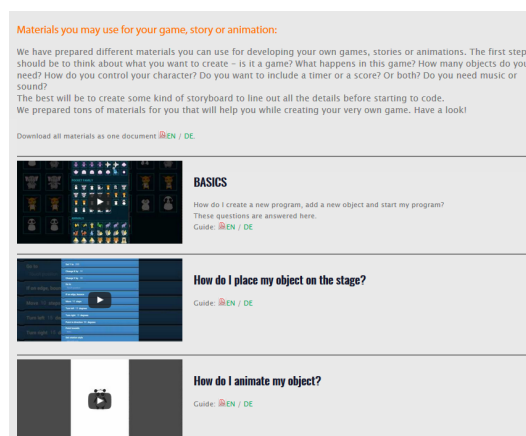 Materials you may use for your game, story or animation:
We have prepared different materials you can use for developing your own games, stories or animations. The first step
should be to think about what you want to create – is it a game? What happens in this game? How many objects do you
need? How do you control your character? Do you want to include a timer or a score? Or both? Do you need music or
sound?
The best will be to create some kind of storyboard to line out all the details before starting to code.
We prepared tons of materials for you that will help you while creating your very own game. Have a look!
Download all materials as one document EN / DE.
BASICS
How do I create a new program, add a new object and start my program?
These questions are answered here.
Guide: EN / DE
How do I place my object on the stage?
Guide: EN / DE
How do I animate my object?
Guide: EN / DE